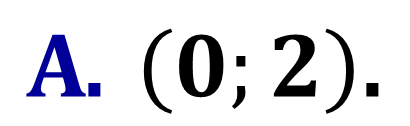 A. (0; 2).